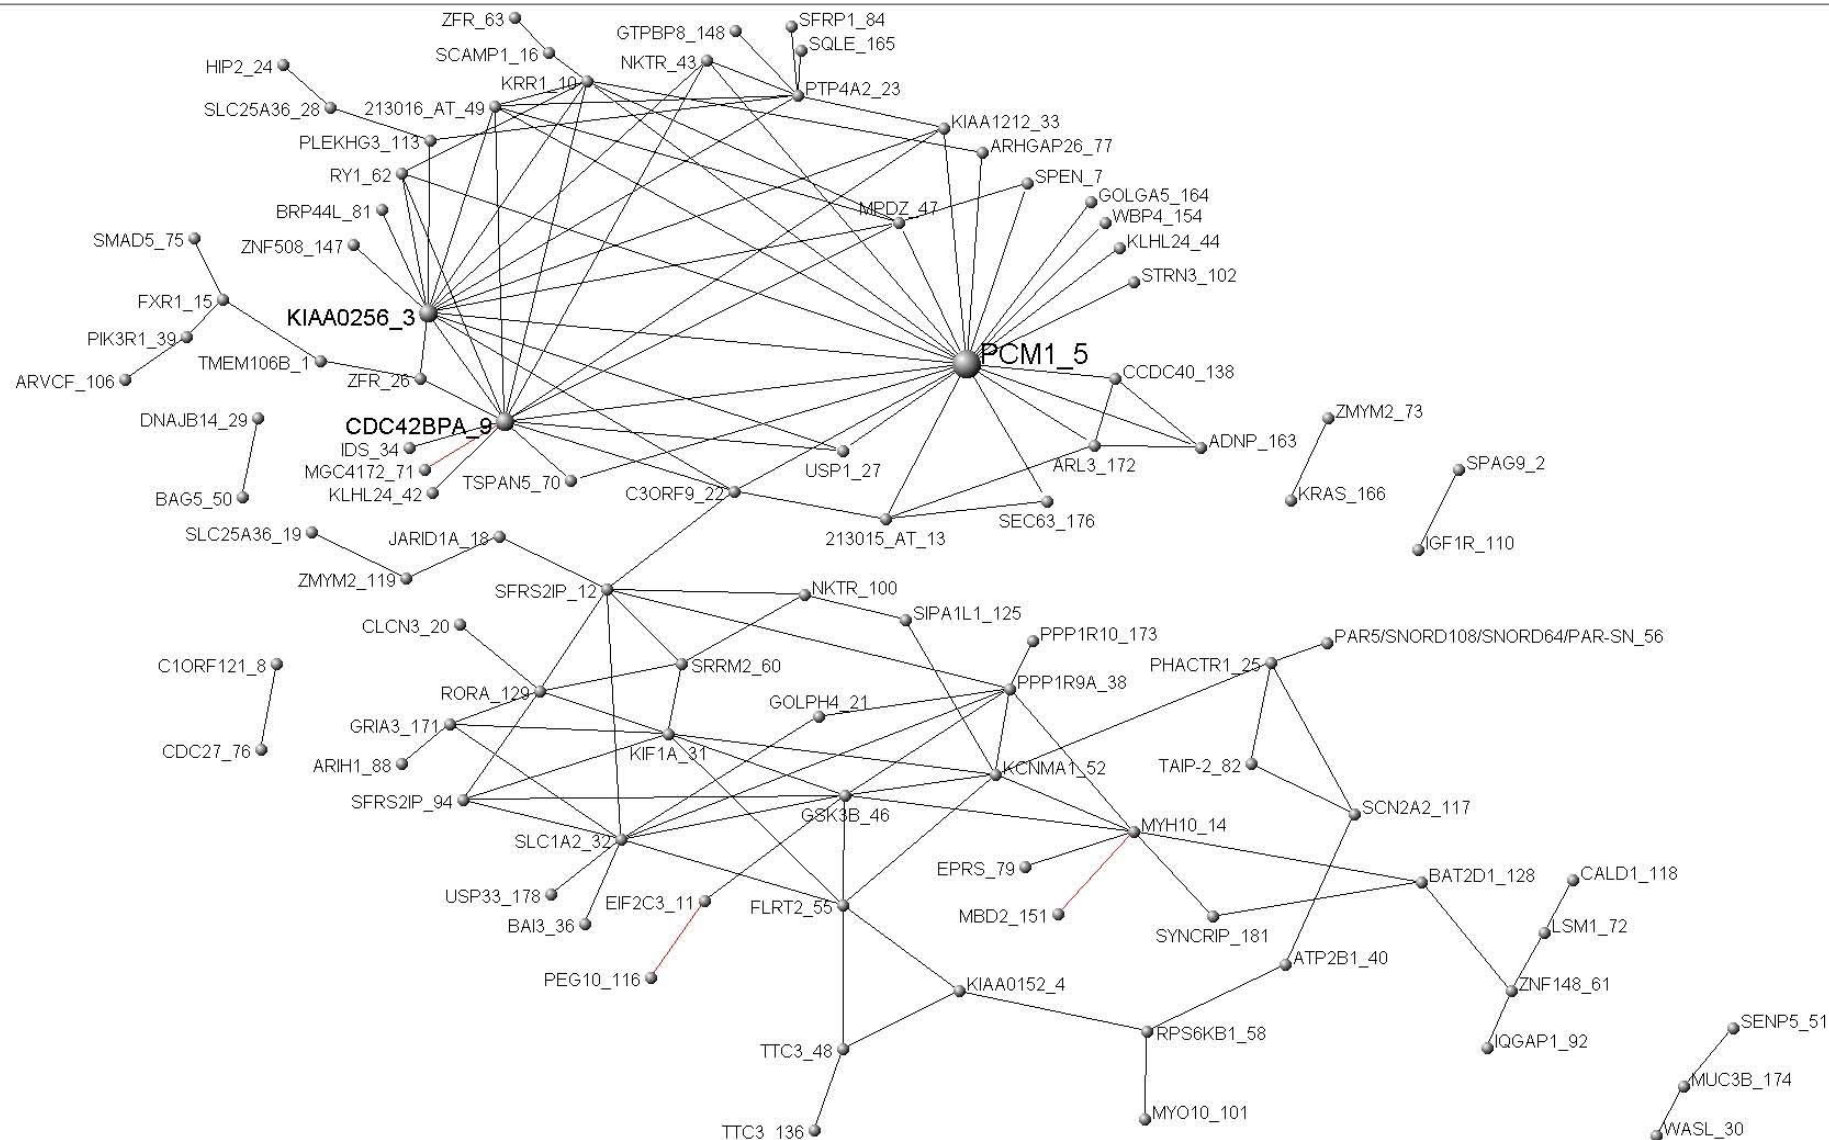 ZFR_63
SFRP1_84
GTPBP8_148
SQLE_165
SCAMP1_16
NKTR_43
HIP2_24
KRR1_10
PTP4A2_23
SLC25A36_28
213016_AT_49
KIAA1212_33
PLEKHG3_113
ARHGAP26_77
RY1_62
SPEN_7
GOLGA5_164
BRP44L_81
MPDZ_47
WBP4_154
SMAD5_75
ZNF508_147
KLHL24_44
STRN3_102
FXR1_15
KIAA0256_3
PIK3R1_39
PCM1_5
TMEM106B_1
ARVCF_106
ZFR_26
CCDC40_138
DNAJB14_29
CDC42BPA_9
ZMYM2_73
IDS_34
ADNP_163
MGC4172_71
USP1_27
ARL3_172
SPAG9_2
TSPAN5_70
BAG5_50
KLHL24_42
C3ORF9_22
KRAS_166
SEC63_176
SLC25A36_19
JARID1A_18
213015_AT_13
IGF1R_110
ZMYM2_119
SFRS2IP_12
NKTR_100
SIPA1L1_125
CLCN3_20
PPP1R10_173
PAR5/SNORD108/SNORD64/PAR-SN_56
C1ORF121_8
SRRM2_60
PHACTR1_25
RORA_129
PPP1R9A_38
GOLPH4_21
GRIA3_171
CDC27_76
KIF1A_31
ARIH1_88
KCNMA1_52
TAIP-2_82
SFRS2IP_94
GSK3B_46
SCN2A2_117
MYH10_14
SLC1A2_32
EPRS_79
BAT2D1_128
CALD1_118
USP33_178
EIF2C3_11
FLRT2_55
MBD2_151
BAI3_36
SYNCRIP_181
LSM1_72
ATP2B1_40
PEG10_116
KIAA0152_4
ZNF148_61
SENP5_51
RPS6KB1_58
IQGAP1_92
TTC3_48
MUC3B_174
MYO10_101
TTC3_136
WASL_30